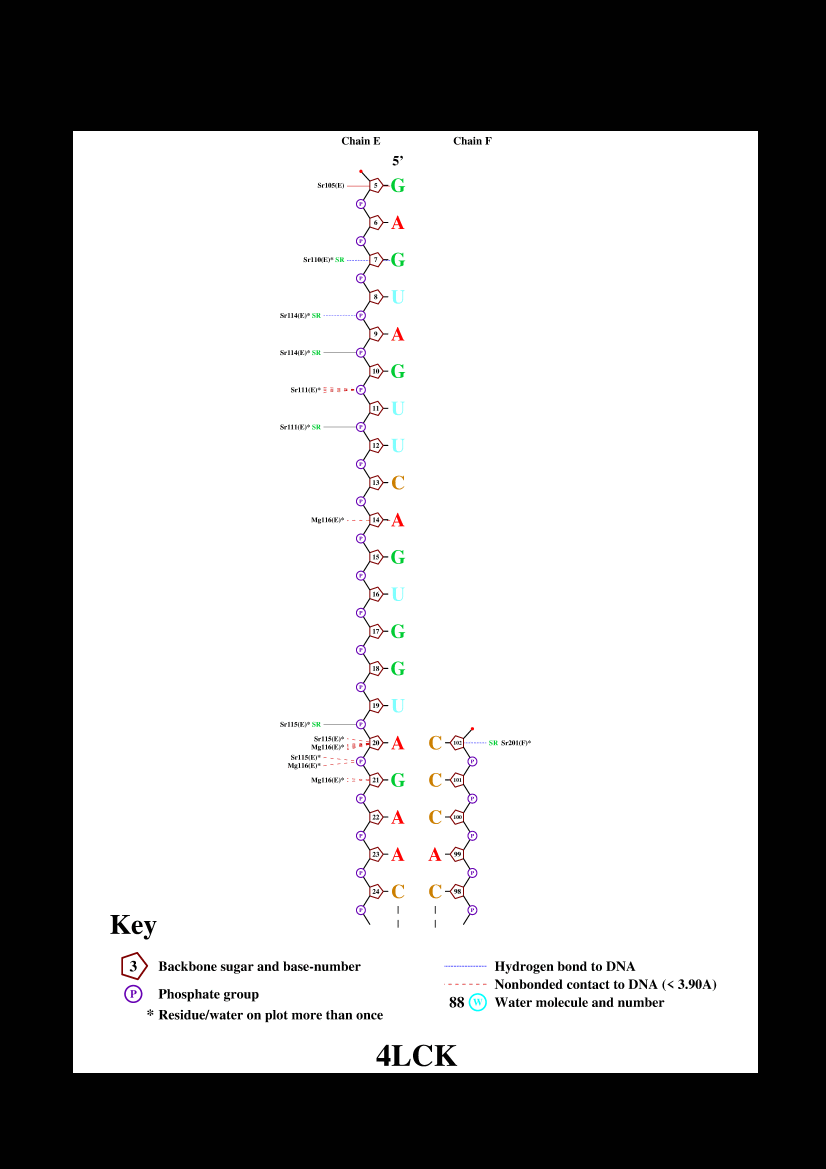 Chain E Chain F
5’
Sr105(E) 5 G
P
6 A
P
Sr110(E)* SR 7 G
P
8 U
Sr114(E)* SR P
9 A
Sr114(E)* SR P
10 G
Sr111(E)* P
11 U
Sr111(E)* SR P
12 U
P
13 C
P
Mg116(E)* 14 A
P
15 G
P
16 U
P
17 G
P
18 G
P
19 U
Sr115(E)* SR P
Sr115(E)*
Mg116(E)* 20 A C 102 SR Sr201(F)*
Sr115(E)* P P
Mg116(E)*
Mg116(E)* 21 G C 101
P P
22 A C 100
P P
23 A A 99
P P
24 C C 98
P P
Key
3 Backbone sugar and base-number
P Phosphate group
* Residue/water on plot more than once
Hydrogen bond to DNA
Nonbonded contact to DNA (< 3.90A)
88 W Water molecule and number
4LCK